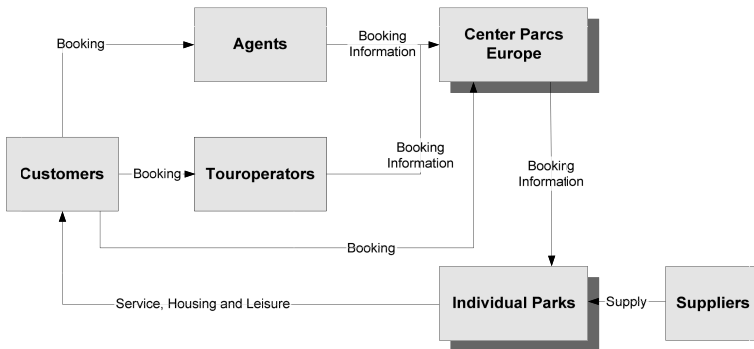 Booking
Agents
Booking
Information
Center Parcs
Europe
Customers
Booking
Touroperators
Booking
Information
Booking
Information
Booking
Service, Housing and Leisure
Individual Parks
Supply
Suppliers